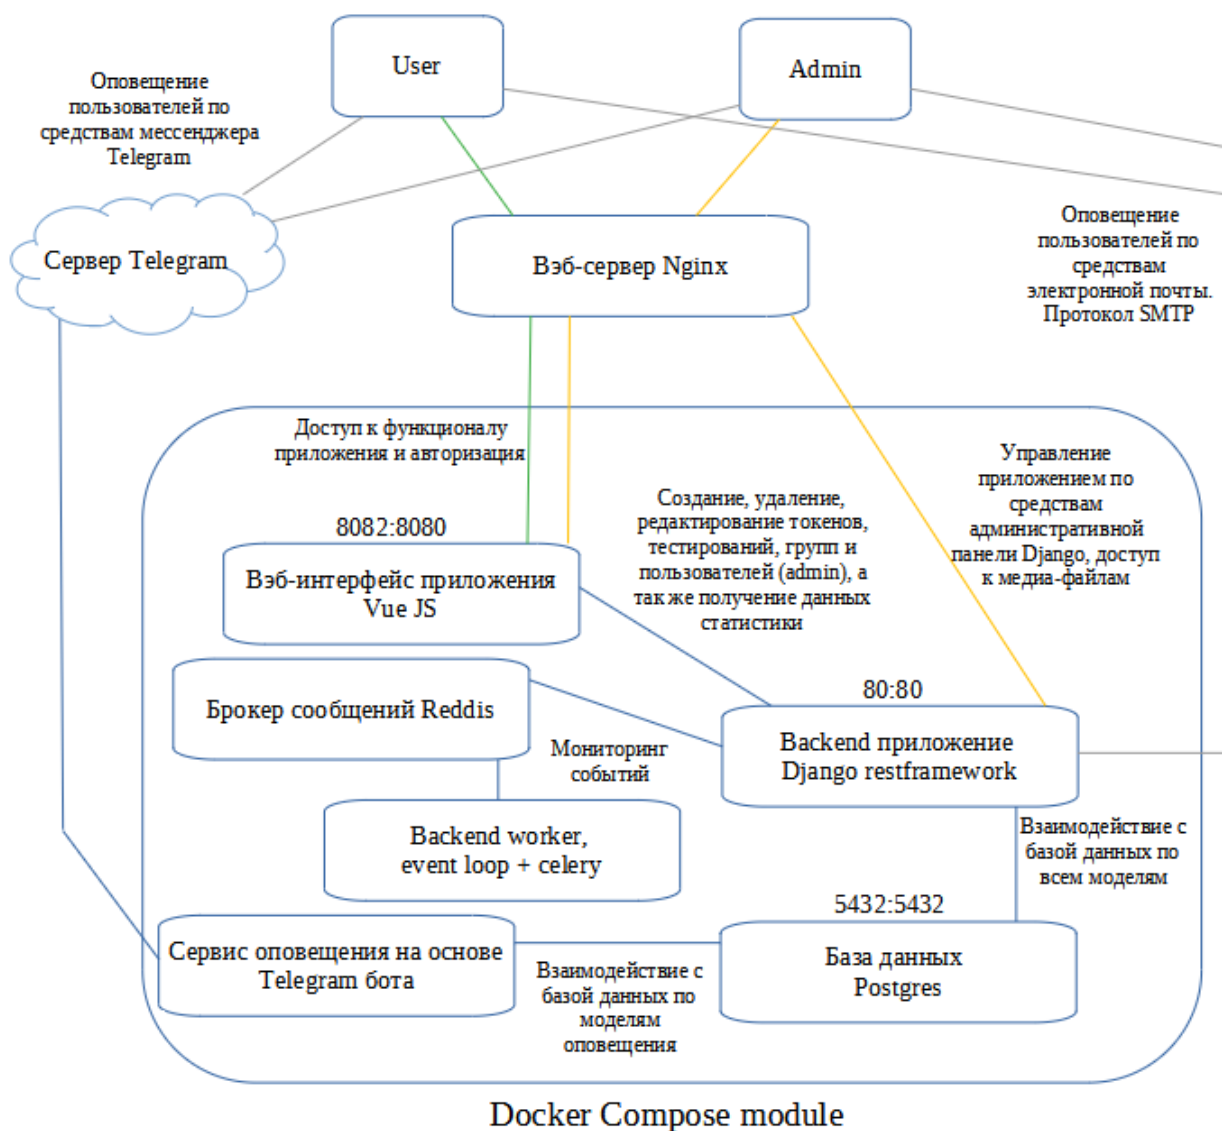 User
Admin
Оповещение
пользователей по
средствам мессенджера
Telegram
Сервер Telegram
Вэб-сервер Nginx
Оповещение
пользователей по
средствам
электронной почты.
Протокол SMTP
Доступ к функционалу
приложения и авторизация
Управление
приложением по
средствам
административной
панели Django, доступ
к медиа-файлам
Создание, удаление,
редактирование токенов,
тестирований, групп и
пользователей (admin), а
так же получение данных
статистики
8082:8080
Вэб-интерфейс приложения
Vue JS
Брокер сообщений Reddis
80:80
Backend приложение
Django restframework
Мониторинг
событий
Backend worker,
event loop + celery
Взаимодействие с
базой данных по
всем моделям
5432:5432
База данных
Postgres
Сервис оповещения на основе
Telegram бота
Взаимодействие с
базой данных по
моделям
оповещения
Docker Compose module